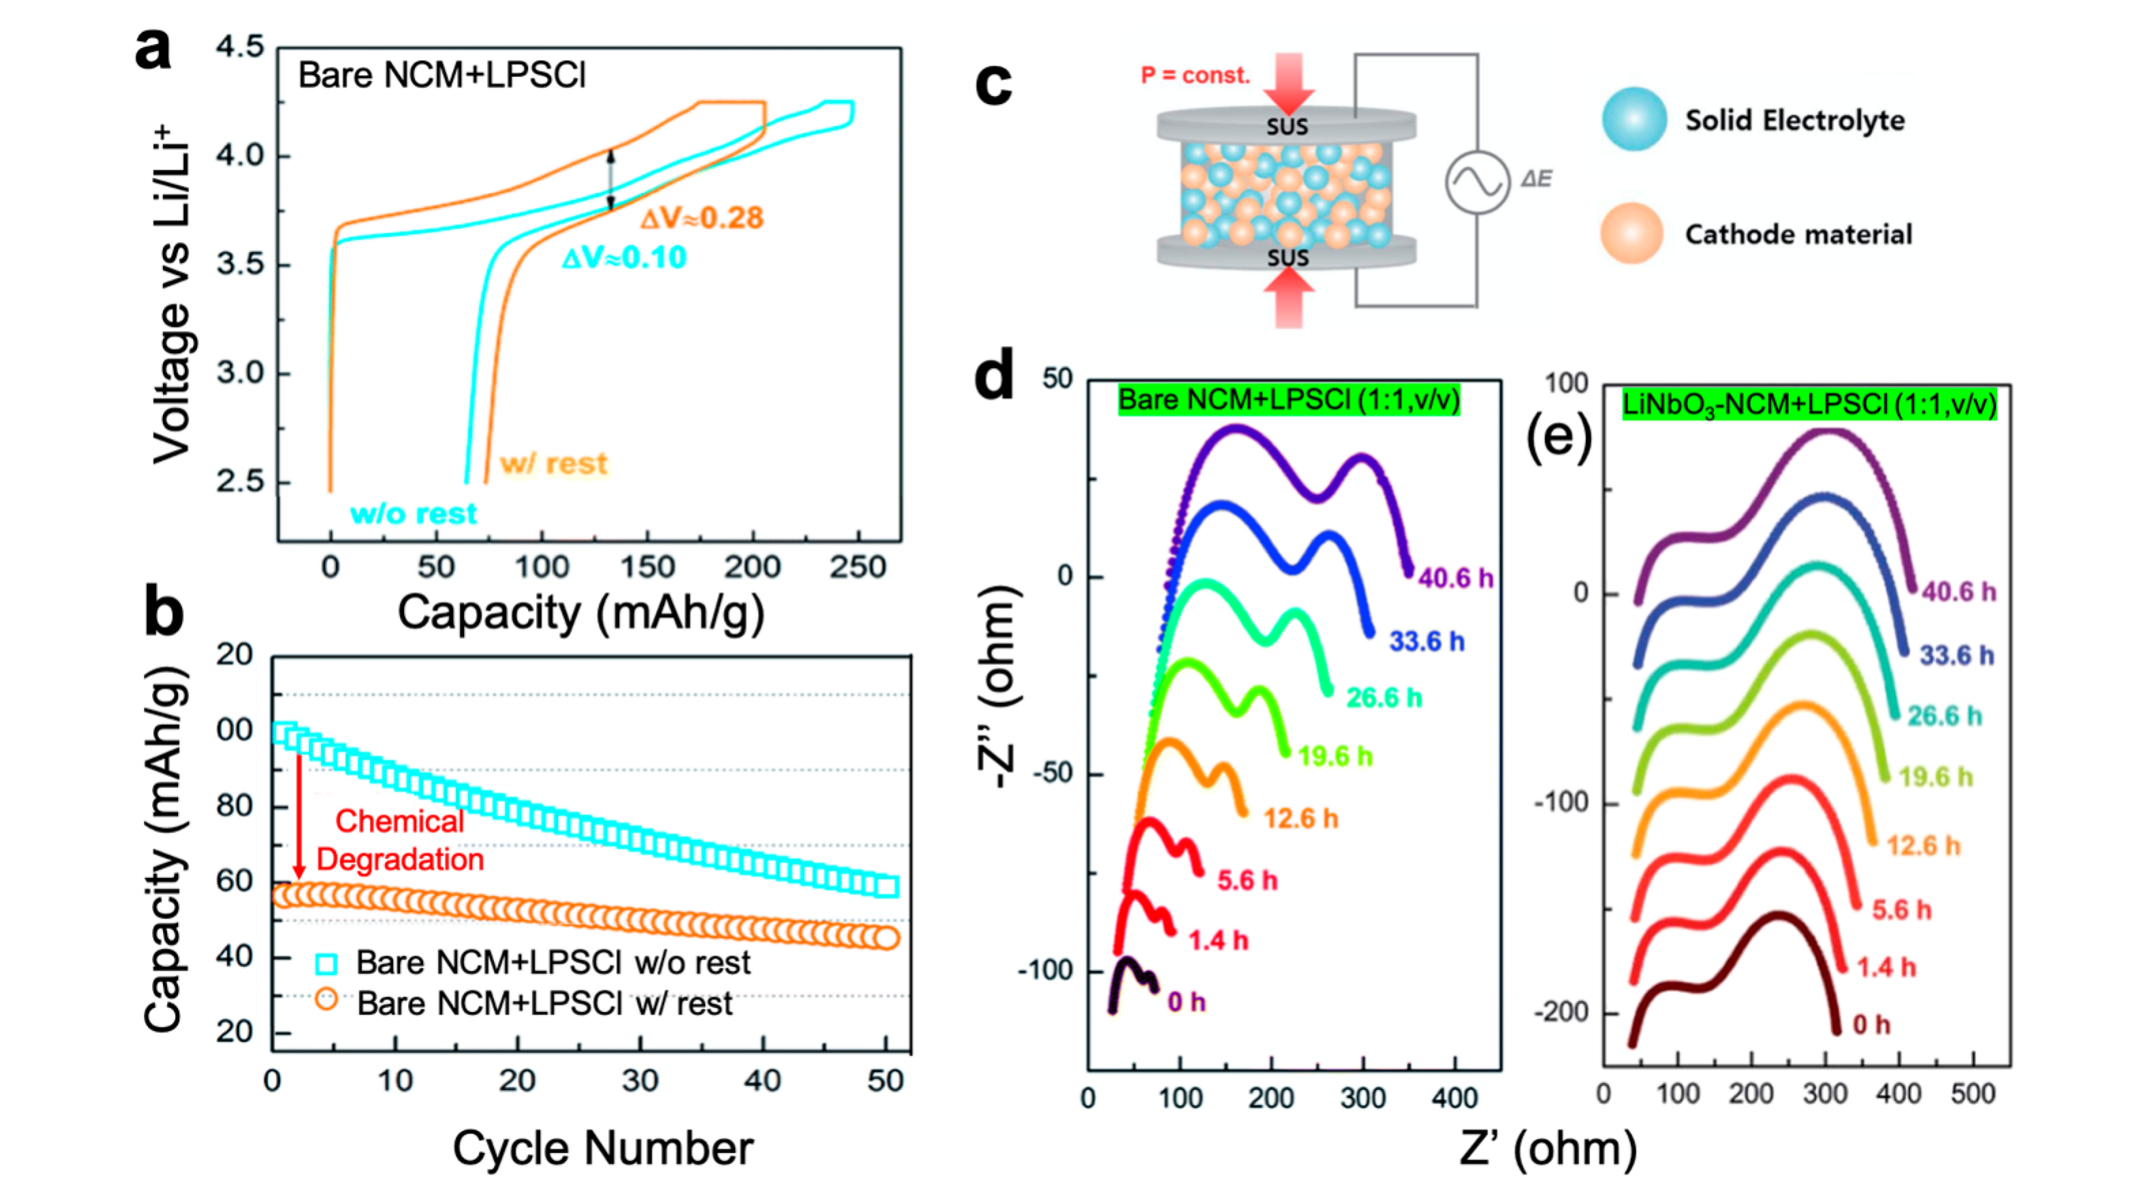 a
4.5
4.0
3.5
3.0
2.5
Voltage vs Li/Li⁺
Bare NCM+LPSCl
ΔV≈0.28
ΔV≈0.10
w/ rest
w/o rest
0 50 100 150 200 250
Capacity (mAh/g)
b
20
00
80
60
40
20
Capacity (mAh/g)
Chemical
Degradation
Bare NCM+LPSCl w/o rest
Bare NCM+LPSCl w/ rest
0 10 20 30 40 50
Cycle Number
c
P = const.
SUS
SUS
ΔE
Solid Electrolyte
Cathode material
d
50
0
-50
-100
-Z’’ (ohm)
Bare NCM+LPSCl (1:1,v/v)
40.6 h
33.6 h
26.6 h
19.6 h
12.6 h
5.6 h
1.4 h
0 h
0 100 200 300 400
(e)
100
0
-100
-200
LiNbO₃-NCM+LPSCl (1:1,v/v)
40.6 h
33.6 h
26.6 h
19.6 h
12.6 h
5.6 h
1.4 h
0 h
0 100 200 300 400 500
Z’ (ohm)